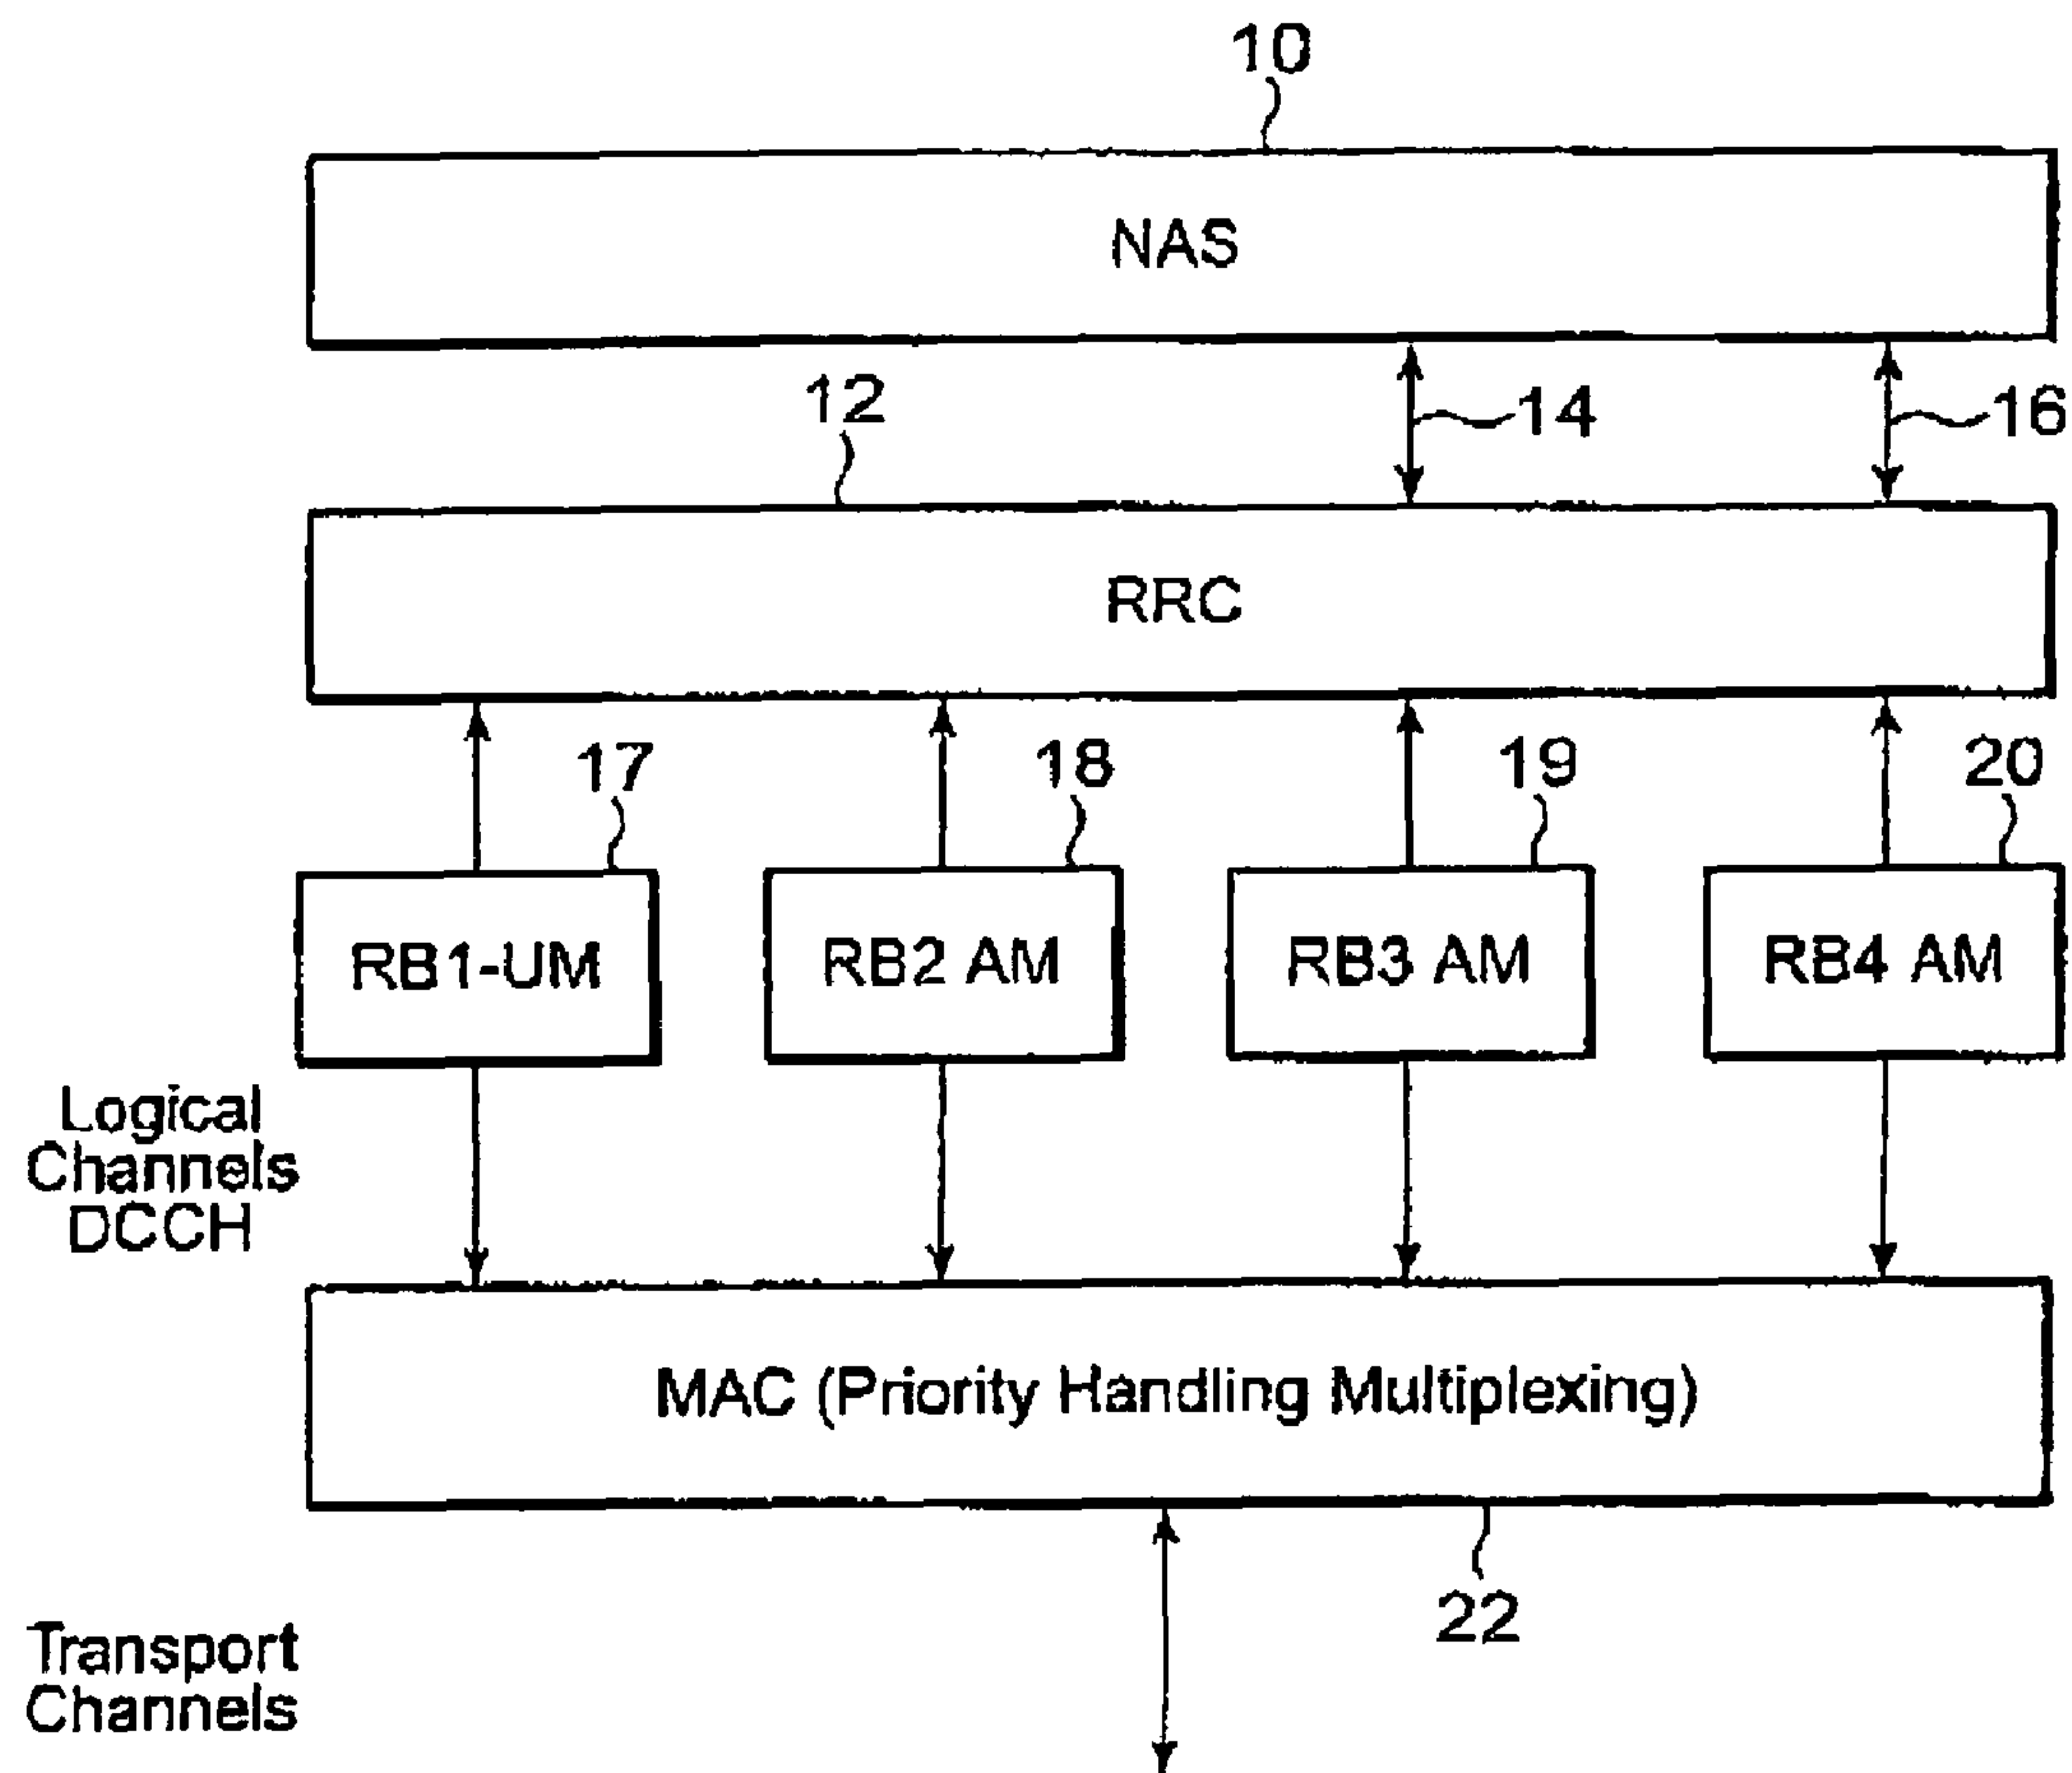 10
NAS
12
14
16
RRC
17
18
19
20
RB1-UM
RB2 AM
RB3 AM
RB4 AM
Logical
Channels
DCCH
MAC (Priority Handling Multiplexing)
22
Transport
Channels